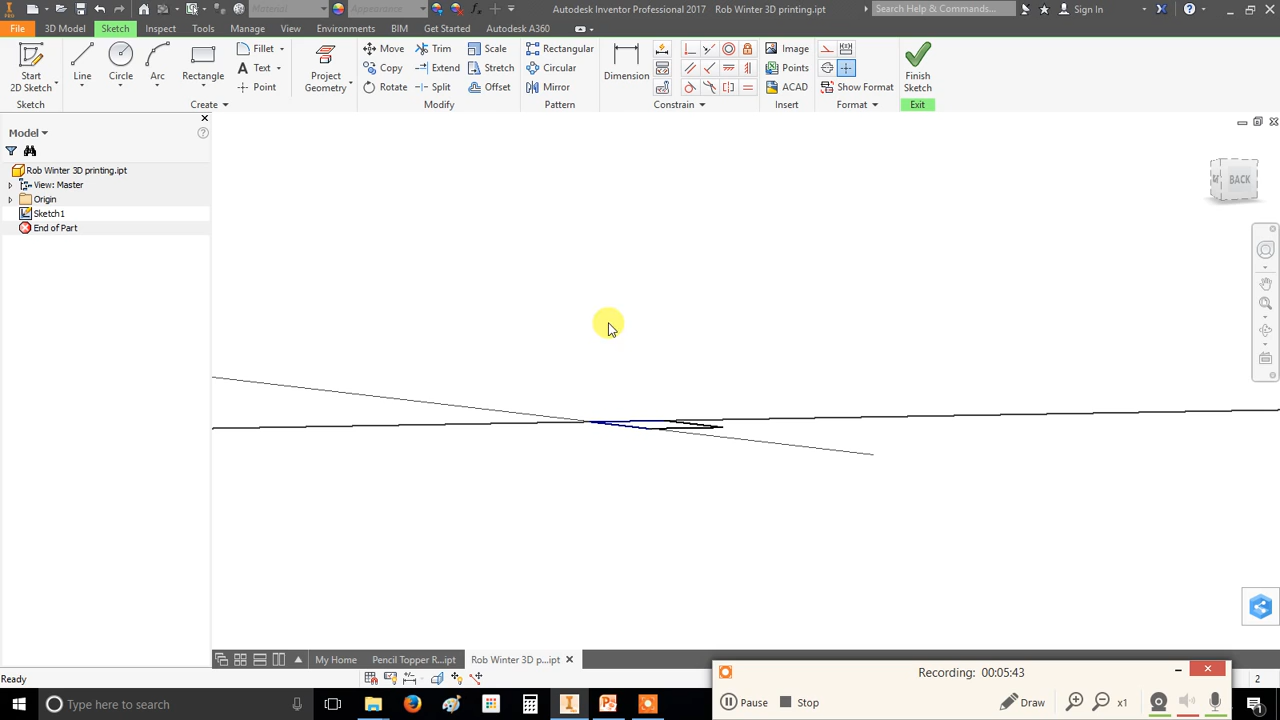 Material
Appearance
Autodesk Inventor Professional 2017 Rob Winter 3D printing.ipt
Search Help & Commands...
Sign In
PRO
File
3D Model
Sketch
Inspect
Tools
Manage
View
Environments
BIM
Get Started
Autodesk A360
Start
2D Sketch
Line
Circle
Arc
Rectangle
Fillet
Text
Point
Project
Geometry
Move
Copy
Rotate
Trim
Extend
Split
Scale
Stretch
Offset
Rectangular
Circular
Mirror
Dimension
Image
Points
ACAD
Show Format
Finish
Sketch
Sketch
Create
Modify
Pattern
Constrain
Insert
Format
Exit
Model
Rob Winter 3D printing.ipt
View: Master
Origin
Sketch1
End of Part
BACK
My Home
Pencil Topper R...ipt
Rob Winter 3D p...ipt
Ready
2
Recording: 00:05:43
Pause
Stop
Draw
x1
Type here to search